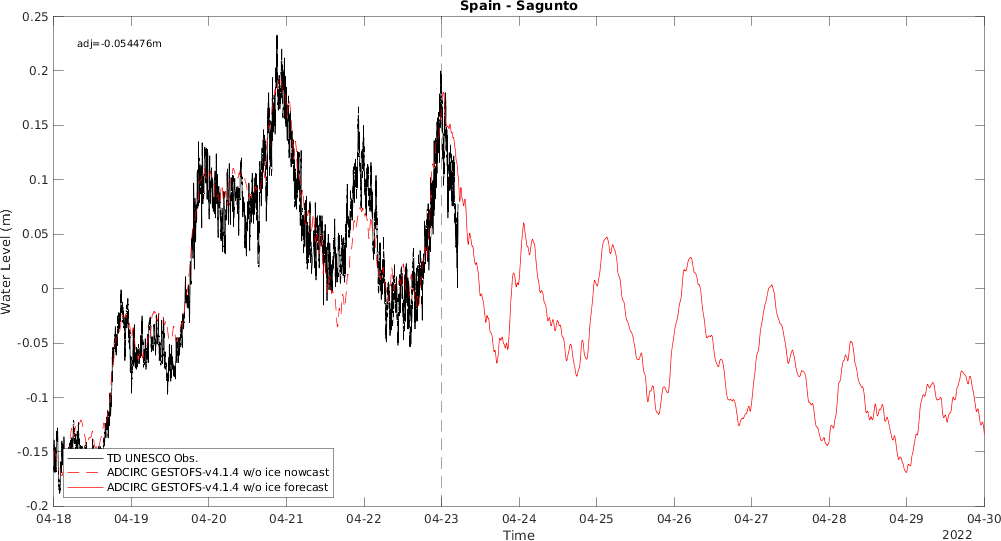 Spain - Sagunto
adj=-0.054476m
0.25
0.2
0.15
0.1
0.05
0
-0.05
-0.1
-0.15
-0.2
Water Level (m)
TD UNESCO Obs.
ADCIRC GESTOFS-v4.1.4 w/o ice nowcast
ADCIRC GESTOFS-v4.1.4 w/o ice forecast
04-18 04-19 04-20 04-21 04-22 04-23 04-24 04-25 04-26 04-27 04-28 04-29 04-30
Time
2022